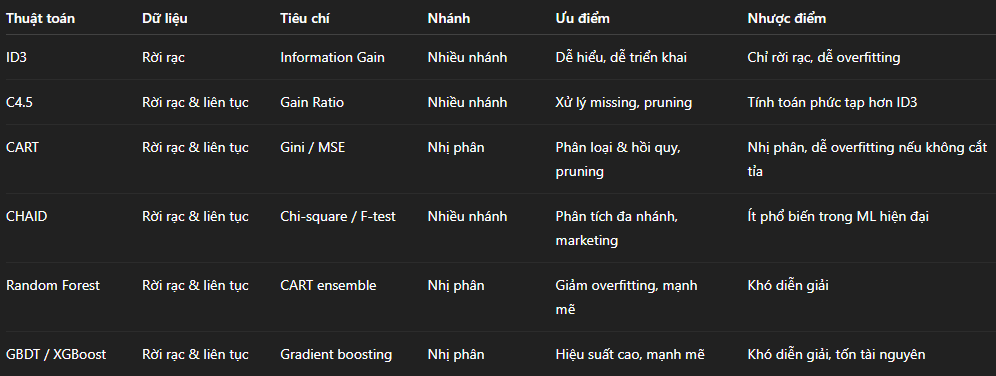 Thuật toán Dữ liệu Tiêu chí Nhánh Ưu điểm Nhược điểm
ID3 Rời rạc Information Gain Nhiều nhánh Dễ hiểu, dễ triển khai Chỉ rời rạc, dễ overfitting
C4.5 Rời rạc & liên tục Gain Ratio Nhiều nhánh Xử lý missing, pruning Tính toán phức tạp hơn ID3
CART Rời rạc & liên tục Gini / MSE Nhị phân Phân loại & hồi quy, Nhị phân, dễ overfitting nếu không cắt
pruning tỉa
CHAID Rời rạc & liên tục Chi-square / F-test Nhiều nhánh Phân tích đa nhánh, Ít phổ biến trong ML hiện đại
marketing
Random Forest Rời rạc & liên tục CART ensemble Nhị phân Giảm overfitting, mạnh Khó diễn giải
mẽ
GBDT / XGBoost Rời rạc & liên tục Gradient boosting Nhị phân Hiệu suất cao, mạnh mẽ Khó diễn giải, tốn tài nguyên